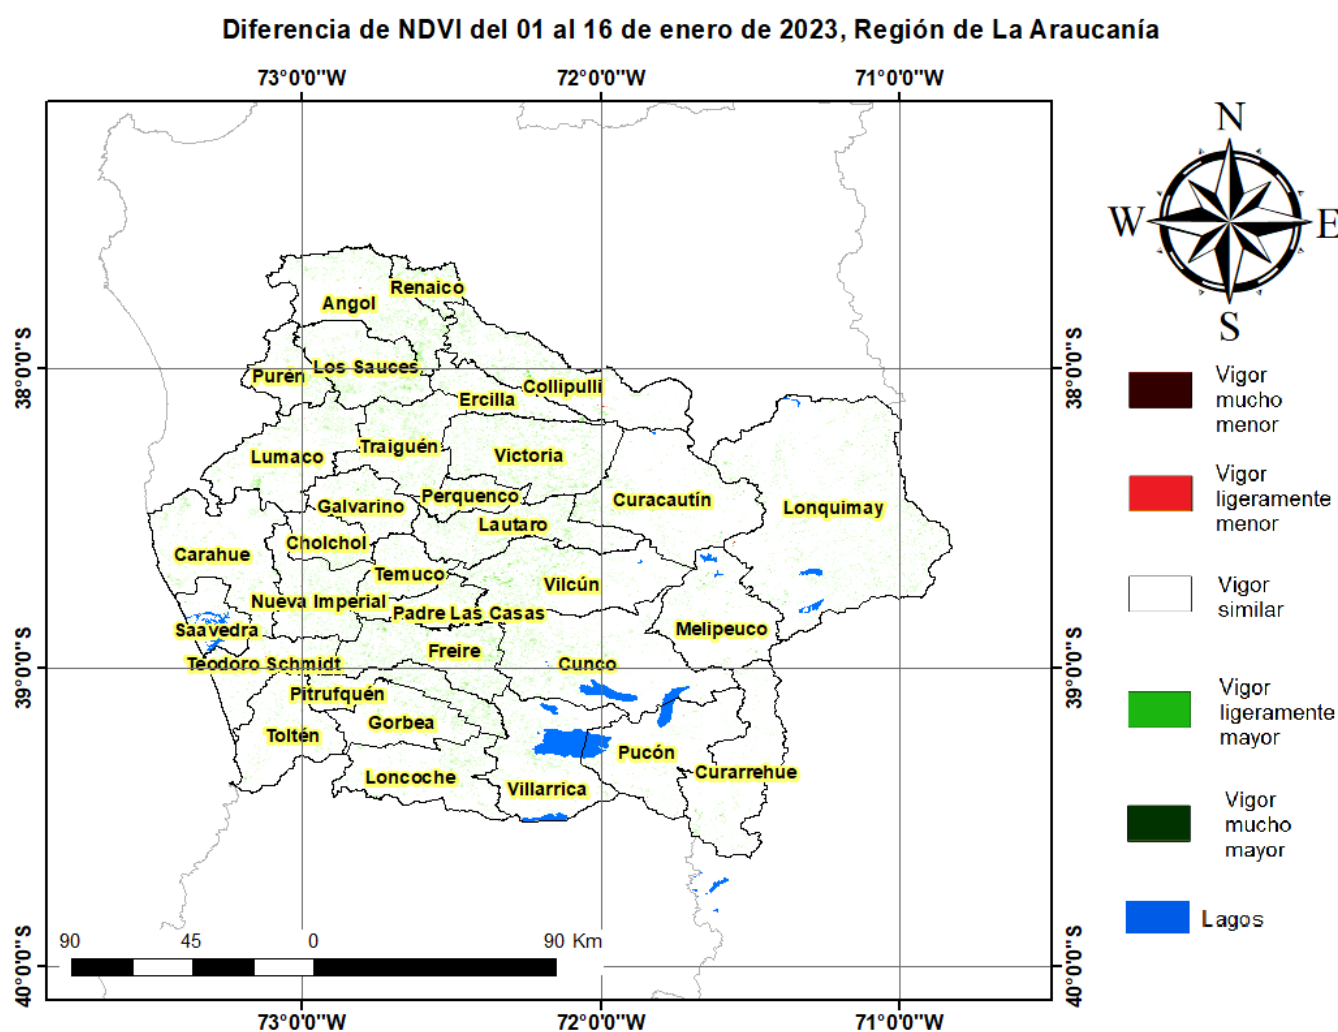 Diferencia de NDVI del 01 al 16 de enero de 2023, Región de La Araucanía
73°0'0"W
72°0'0"W
71°0'0"W
N
W
E
S
38°0'0"S
38°0'0"S
39°0'0"S
39°0'0"S
40°0'0"S
40°0'0"S
Renaico
Angol
Los Sauces
Purén
Collipulli
Ercilla
Traiguén
Lumaco
Victoria
Perquenco
Curacautín
Galvarino
Lonquimay
Lautaro
Cholchol
Carahue
Temuco
Vilcún
Nueva Imperial
Padre Las Casas
Saavedra
Melipeuco
Freire
Teodoro Schmidt
Cunco
Pitrufquén
Gorbea
Toltén
Pucón
Loncoche
Curarrehue
Villarrica
Vigor
mucho
menor
Vigor
ligeramente
menor
Vigor
similar
Vigor
ligeramente
mayor
Vigor
mucho
mayor
Lagos
90 45 0 90 Km
73°0'0"W
72°0'0"W
71°0'0"W